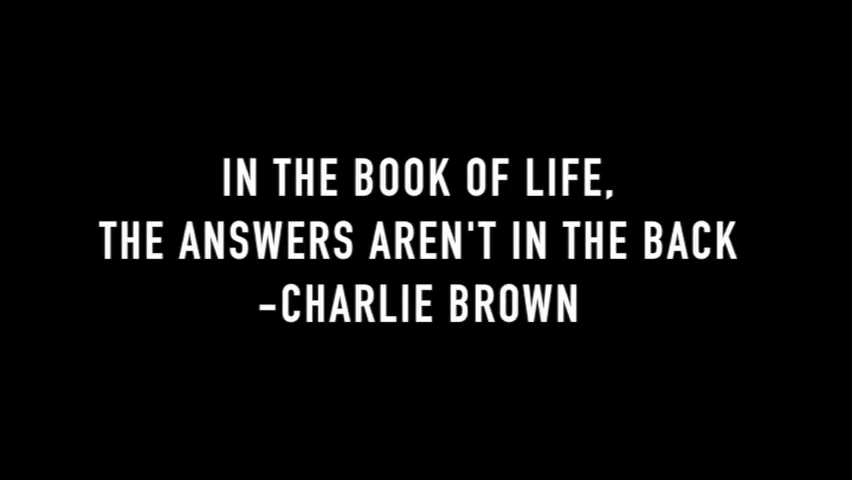 IN THE BOOK OF LIFE,
THE ANSWERS AREN'T IN THE BACK
-CHARLIE BROWN